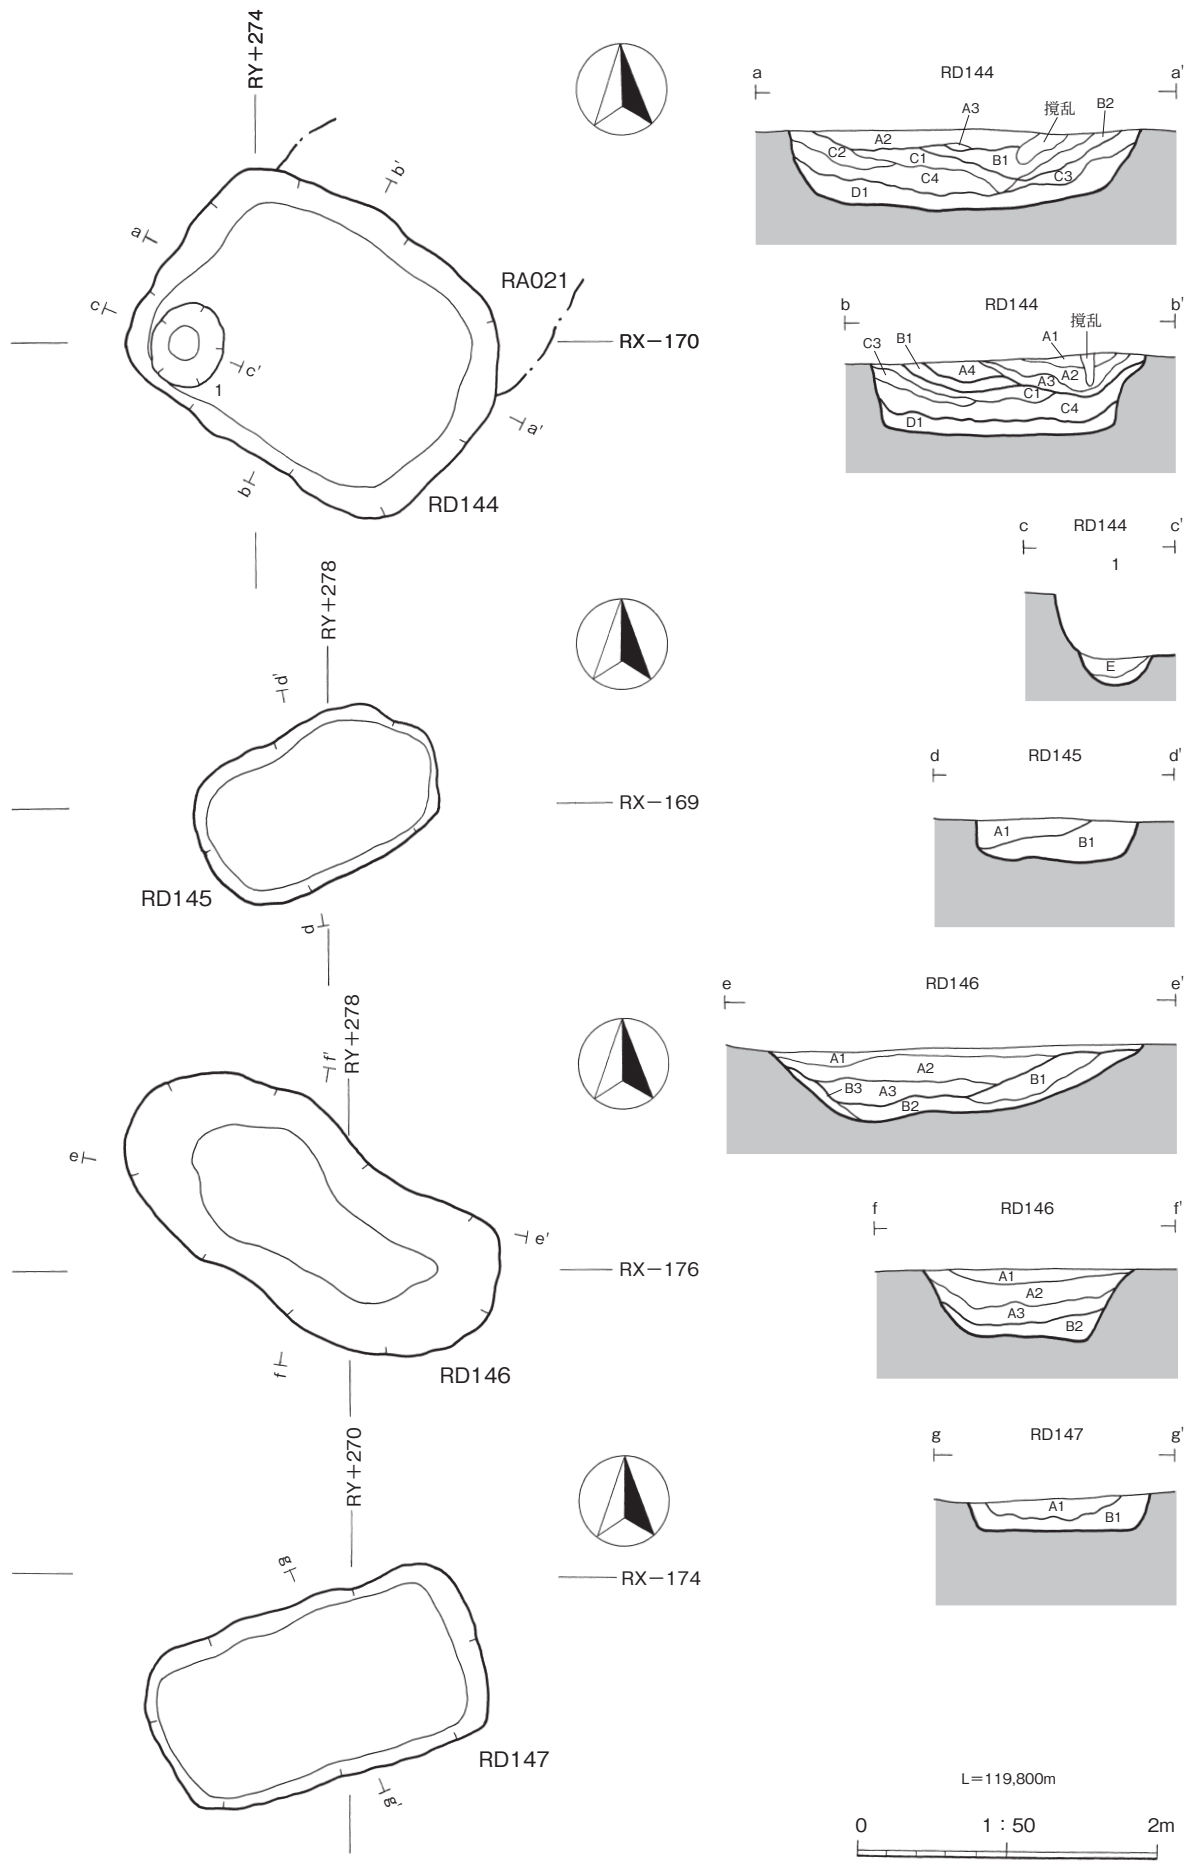 RY+274
b'
a
c
RA021
RX-170
c'
1
a'
b
RD144
a RD144 a'
A3 撹乱 B2
A2
C2 C1 B1
C4 C3
D1
b RD144 b'
撹乱
C3 B1 A1
A4 A3 A2
C1
C4
D1
c RD144 c'
1
E
RY+278
d'
RX-169
RD145
d
d RD145 d'
A1
B1
RY+278
f'
e
e'
RX-176
f
RD146
e RD146 e'
A1
A2
B3 A3 B1
B2
f RD146 f'
A1
A2
A3
B2
RY+270
g
RX-174
RD147
g'
g RD147 g'
A1
B1
L=119,800m
0 1:50 2m